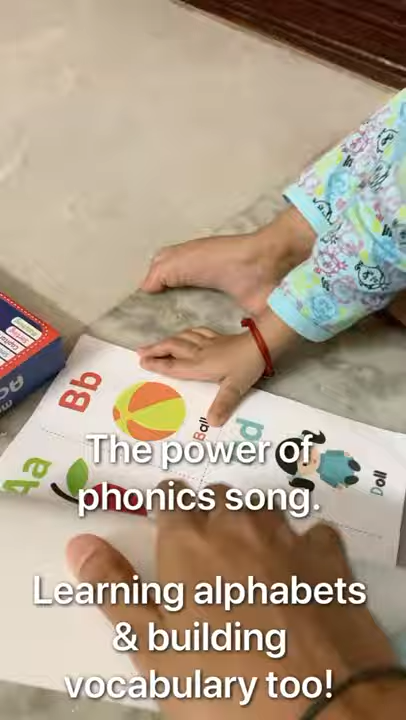 Bb
Ball
d
Doll
Aa
The power of
phonics song.
Learning alphabets
& building
vocabulary too!